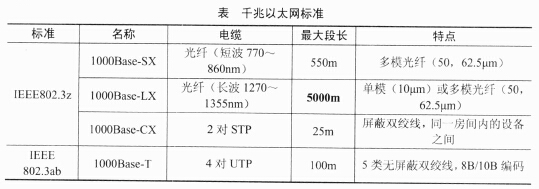 表 千兆以太网标准
标准 名称 电缆 最大段长 特点
IEEE802.3z
1000Base-SX 光纤（短波 770～
860nm） 550m 多模光纤（50，62.5μm）
1000Base-LX 光纤（长波 1270～
1355nm） 5000m 单模（10μm）或多模光纤（50，
62.5μm）
1000Base-CX 2 对 STP 25m 屏蔽双绞线，同一房间内的设备
之间
IEEE
802.3ab 1000Base-T 4 对 UTP 100m 5 类无屏蔽双绞线，8B/10B 编码